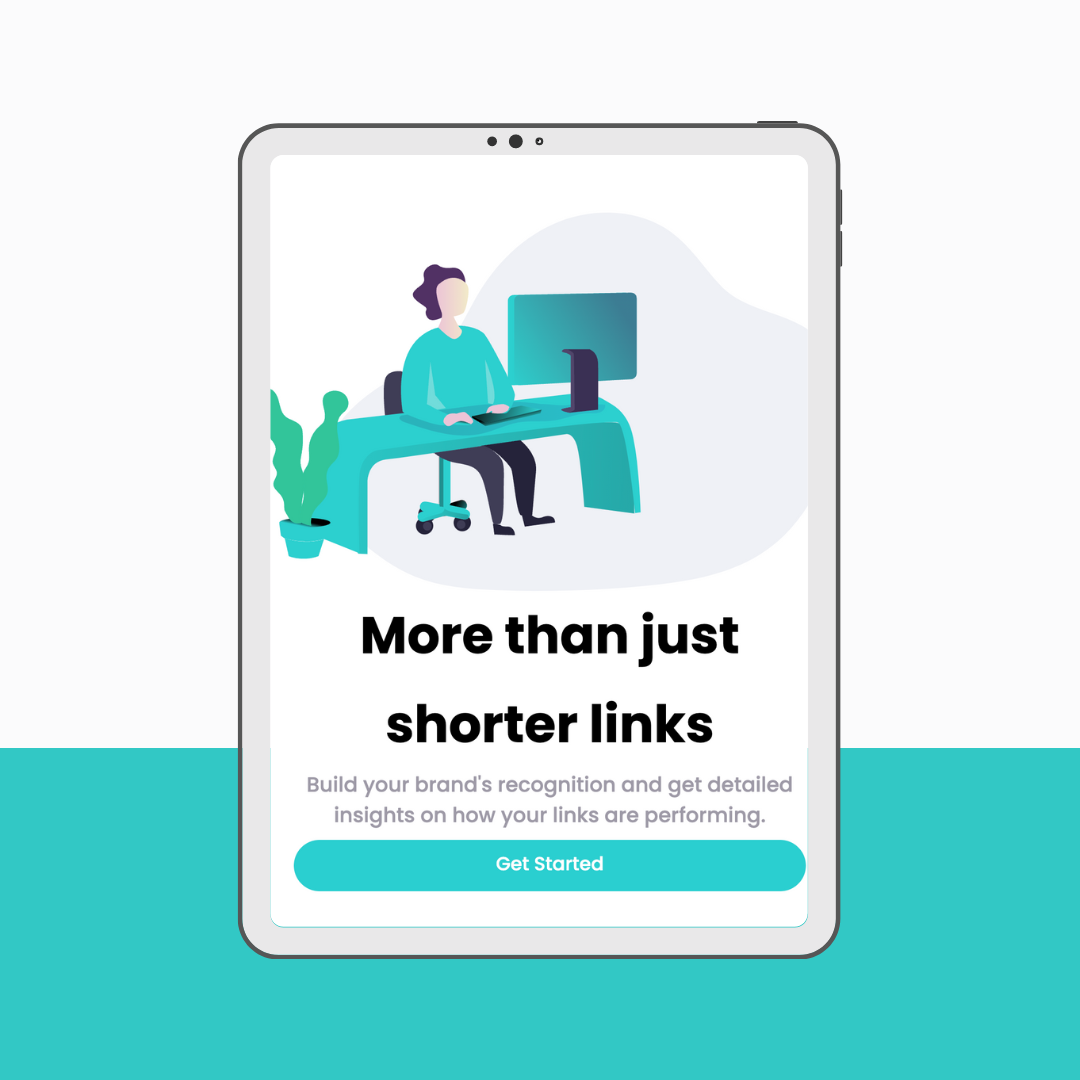 More than just
shorter links
Build your brand's recognition and get detailed
insights on how your links are performing.
Get Started